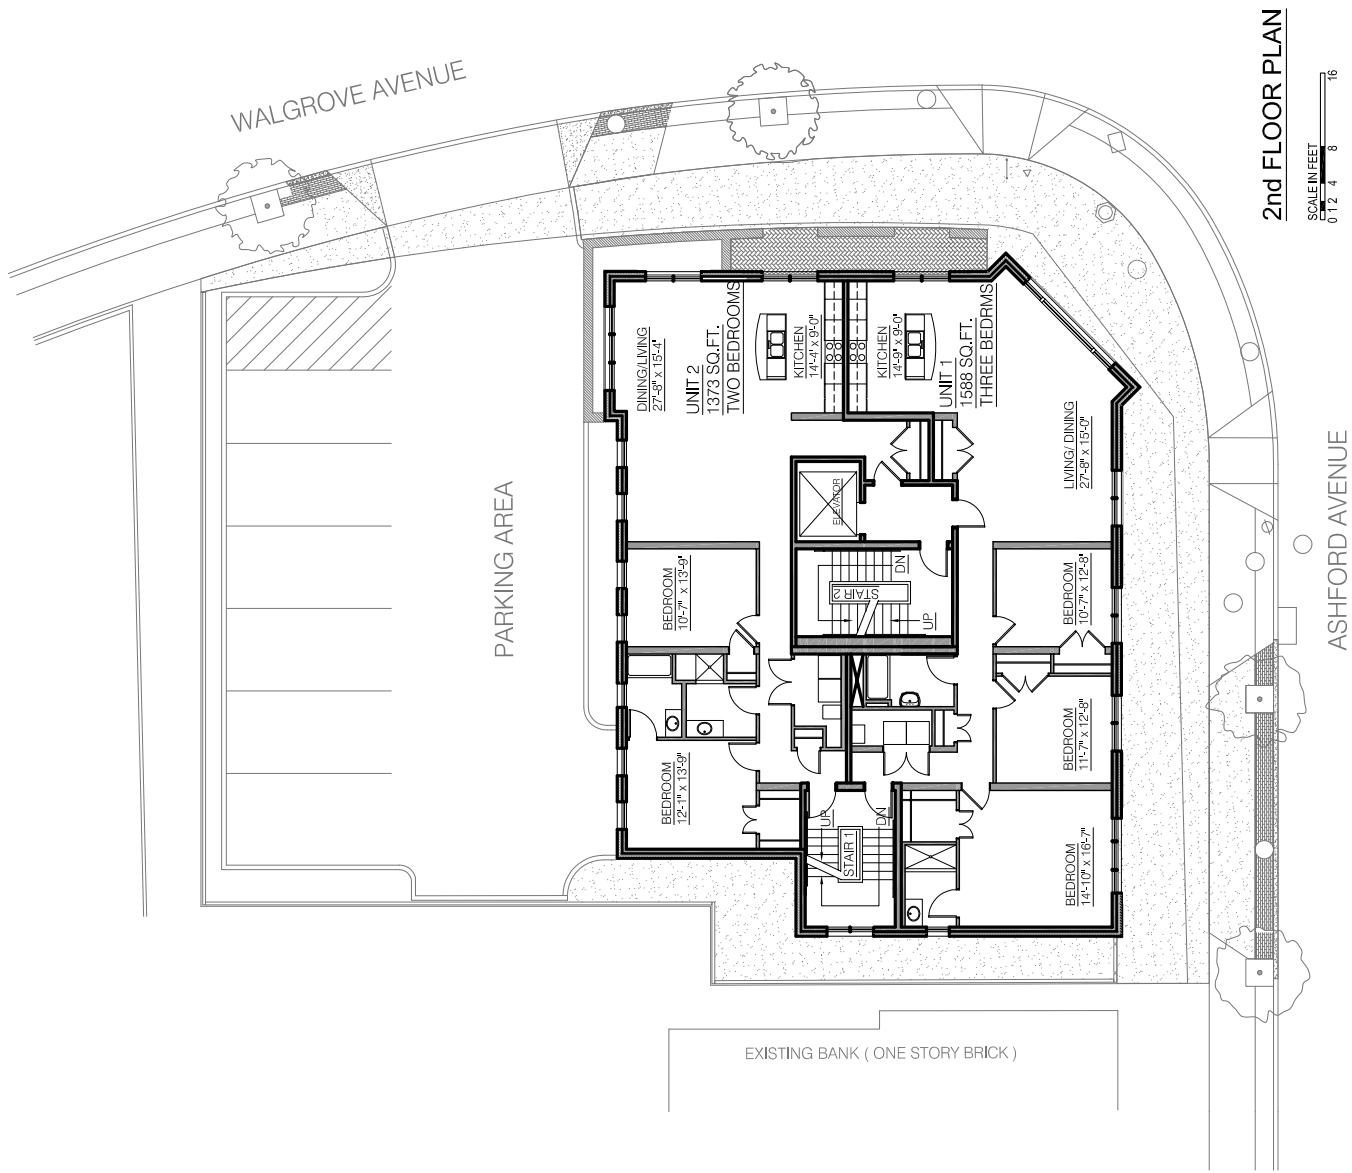 2nd FLOOR PLAN
SCALE IN FEET
0 1 2 4 8 16
WALGROVE AVENUE
ASHFORD AVENUE
PARKING AREA
DINING/LIVING
27'-8" x 15'-4"
UNIT 2
1373 SQ.FT.
TWO BEDROOMS
KITCHEN
14'-4" x 9'-0"
KITCHEN
14'-9" x 9'-0"
UNIT 1
1588 SQ.FT.
THREE BEDRMS
LIVING/ DINING
27'-8" x 15'-0"
ELEVATOR
BEDROOM
10'-7" x 13'-9"
DN
STAIR 2
UP
BEDROOM
10'-7" x 12'-8"
BEDROOM
11'-7" x 12'-8"
BEDROOM
12'-1" x 13'-9"
UP
STAIR 1
DN
BEDROOM
14'-10" x 16'-7"
EXISTING BANK ( ONE STORY BRICK )